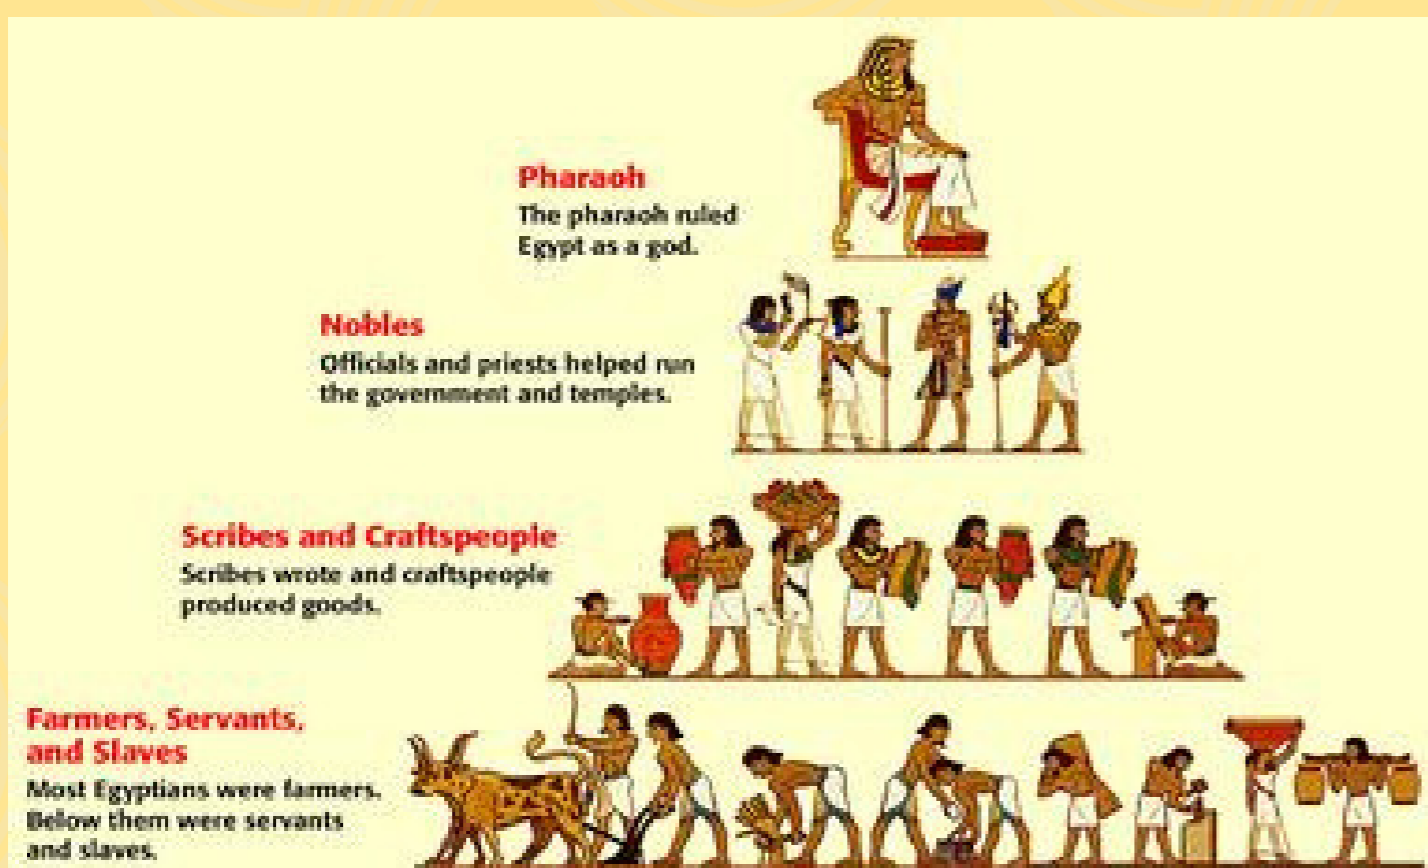 Pharaoh
The pharaoh ruled
Egypt as a god.
Nobles
Officials and priests helped run
the government and temples.
Scribes and Craftspeople
Scribes wrote and craftspeople
produced goods.
Farmers, Servants,
and Slaves
Most Egyptians were farmers.
Below them were servants
and slaves.